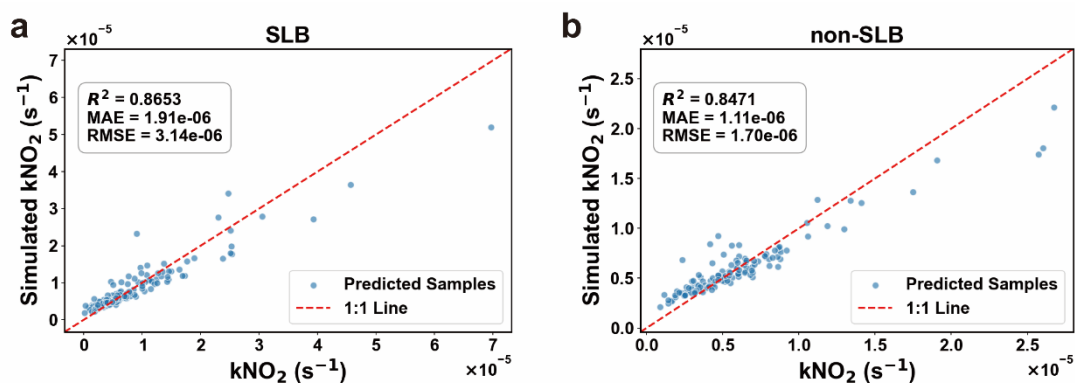 a
SLB
×10⁻⁵
7
6
5
4
3
2
1
0
Simulated kNO₂ (s⁻¹)
R² = 0.8653
MAE = 1.91e-06
RMSE = 3.14e-06
Predicted Samples
1:1 Line
0 1 2 3 4 5 6 7
×10⁻⁵
kNO₂ (s⁻¹)
b
non-SLB
×10⁻⁵
2.5
2.0
1.5
1.0
0.5
0.0
Simulated kNO₂ (s⁻¹)
R² = 0.8471
MAE = 1.11e-06
RMSE = 1.70e-06
Predicted Samples
1:1 Line
0.0 0.5 1.0 1.5 2.0 2.5
×10⁻⁵
kNO₂ (s⁻¹)